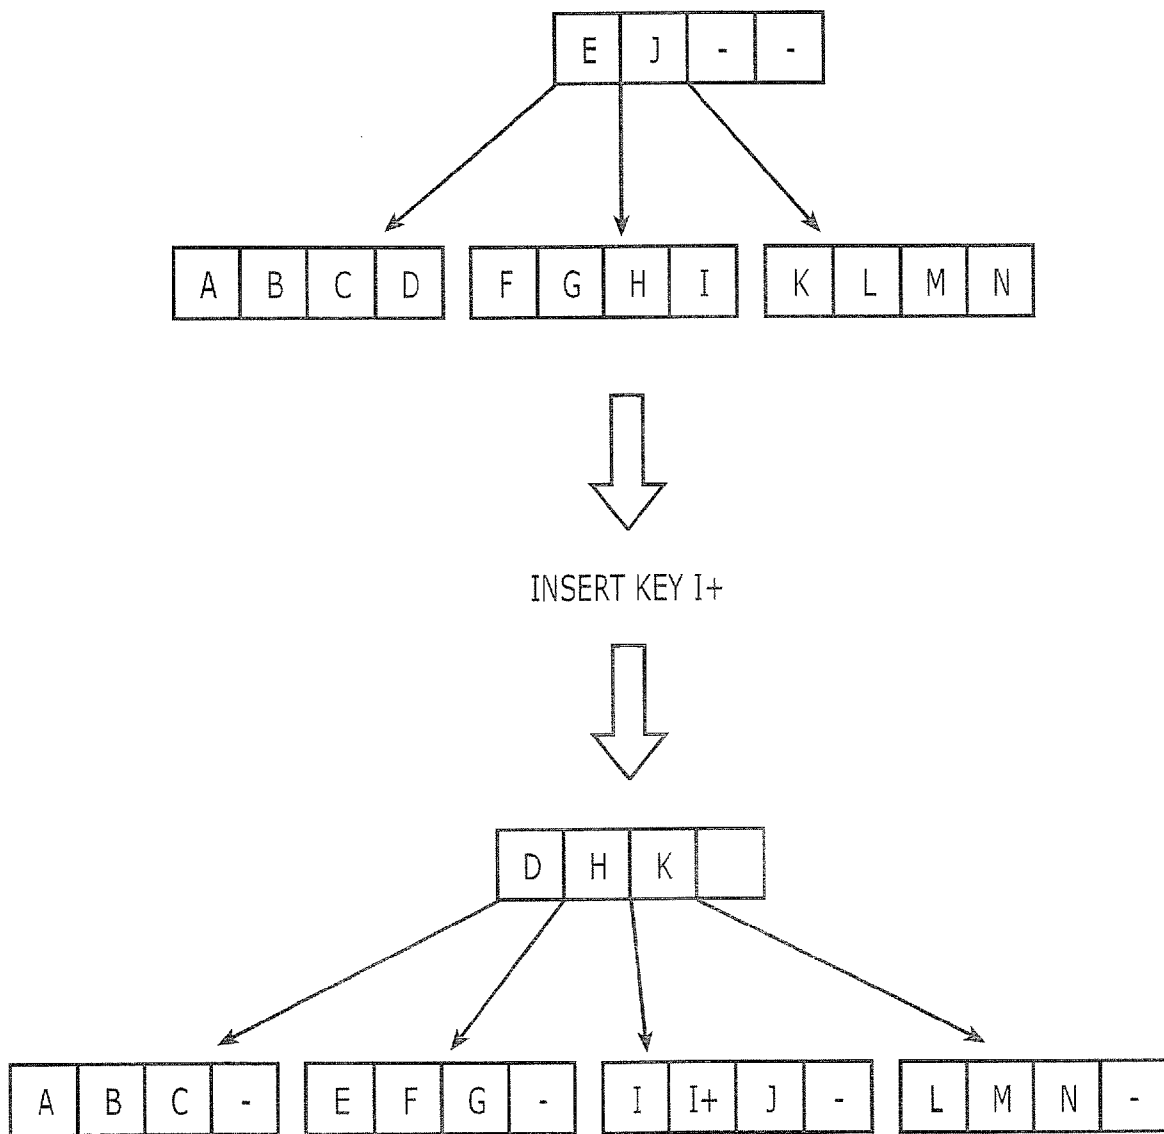 E J - -
A B C D F G H I K L M N
INSERT KEY I+
D H K
A B C - E F G - I I+ J - L M N -